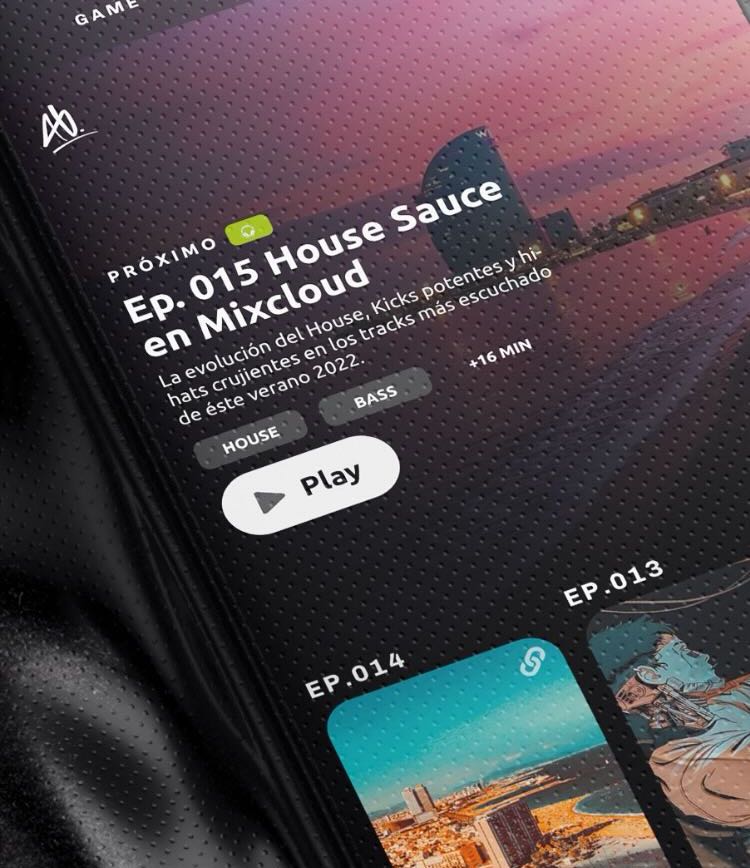 GAME
Ab.
W
PRÓXIMO
Ep. 015 House Sauce
en Mixcloud
La evolución del House, Kicks potentes y hi-
hats crujientes en los tracks más escuchado
de éste verano 2022.
+16 MIN
HOUSE
BASS
Play
EP.014
EP.013